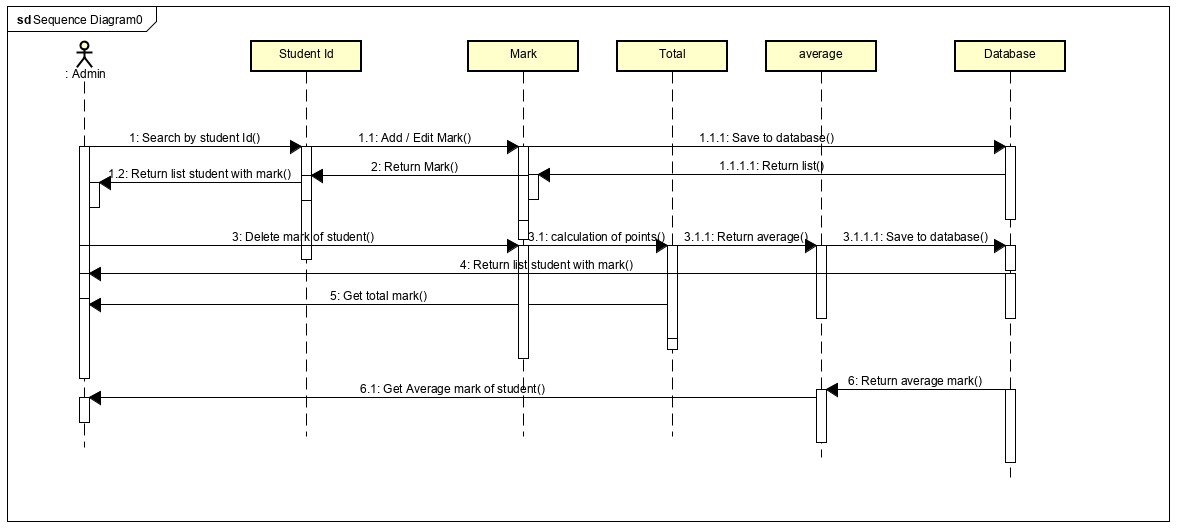 sd Sequence Diagram0
: Admin
Student Id
Mark
Total
average
Database
1: Search by student Id()
1.1: Add / Edit Mark()
1.1.1: Save to database()
1.2: Return list student with mark()
2: Return Mark()
1.1.1.1: Return list()
3: Delete mark of student()
3.1: calculation of points()
3.1.1: Return average()
3.1.1.1: Save to database()
4: Return list student with mark()
5: Get total mark()
6: Return average mark()
6.1: Get Average mark of student()